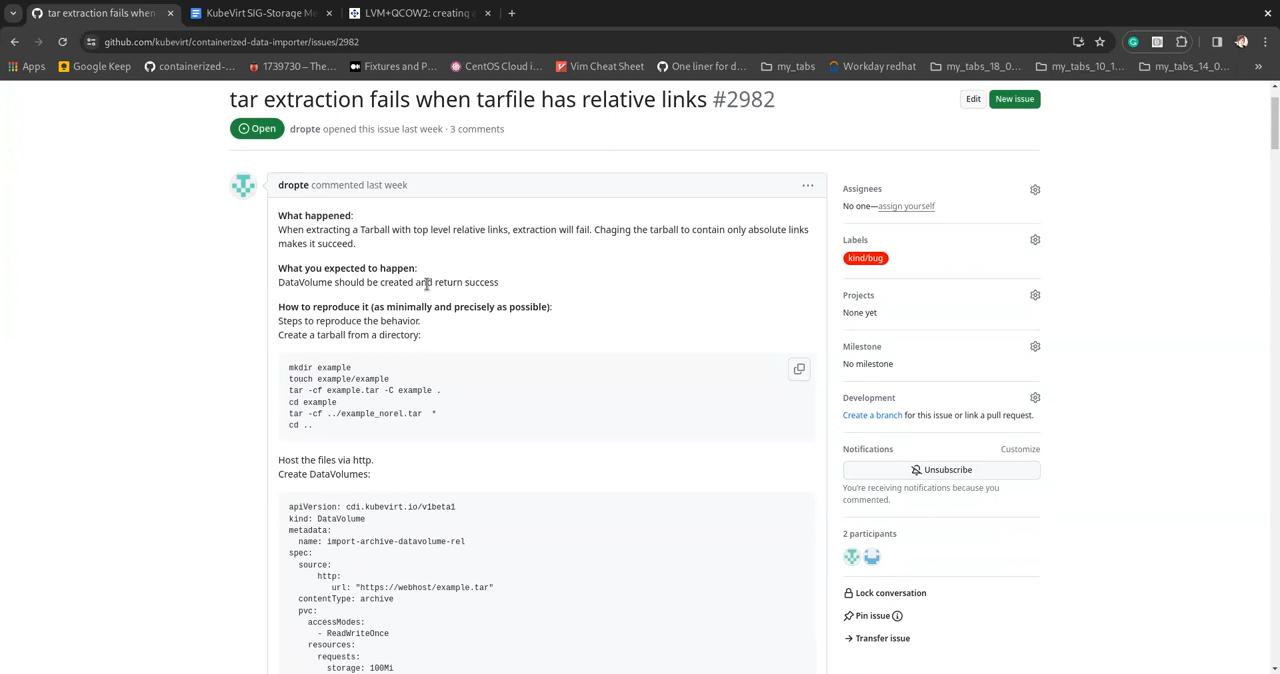 tar extraction fails when
KubeVirt SIG-Storage Me
LVM+QCOW2: creating
github.com/kubevirt/containerized-data-importer/issues/2982
Apps
Google Keep
containerized-...
1739730 – The...
Fixtures and P...
CentOS Cloud i...
Vim Cheat Sheet
One liner for d...
my_tabs
Workday redhat
my_tabs_18_0...
my_tabs_10_1...
my_tabs_14_0...
»
tar extraction fails when tarfile has relative links #2982
Edit
New issue
Open
dropte opened this issue last week · 3 comments
dropte commented last week
What happened:
When extracting a Tarball with top level relative links, extraction will fail. Chaging the tarball to contain only absolute links
makes it succeed.
What you expected to happen:
DataVolume should be created and return success
How to reproduce it (as minimally and precisely as possible):
Steps to reproduce the behavior.
Create a tarball from a directory:
mkdir example
touch example/example
tar -cf example.tar -C example .
cd example
tar -cf ../example_norel.tar  *
cd ..
Host the files via http.
Create DataVolumes:
apiVersion: cdi.kubevirt.io/v1beta1
kind: DataVolume
metadata:
name: import-archive-datavolume-rel
spec:
source:
http:
url: "https://webhost/example.tar"
contentType: archive
pvc:
accessModes:
- ReadWriteOnce
resources:
requests:
storage: 100Mi
Assignees
No one—assign yourself
Labels
kind/bug
Projects
None yet
Milestone
No milestone
Development
Create a branch for this issue or link a pull request.
Notifications
Customize
Unsubscribe
You're receiving notifications because you
commented.
2 participants
Lock conversation
Pin issue
Transfer issue